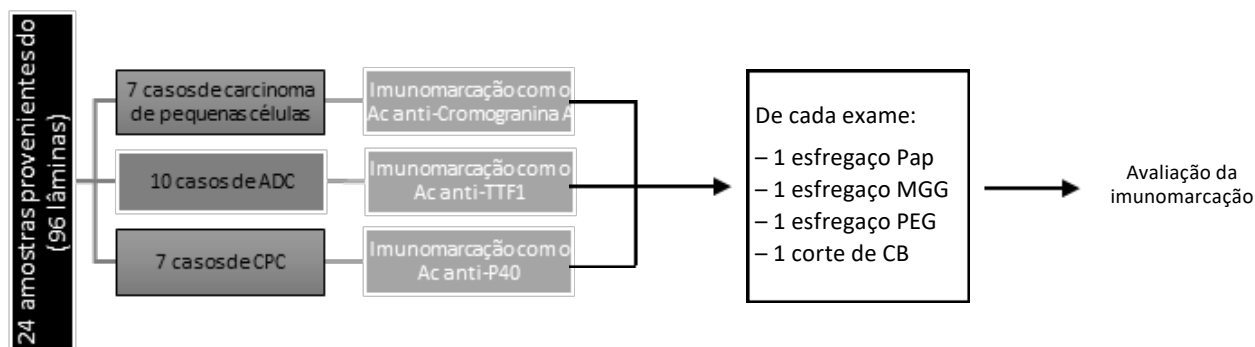 24 amostras provenientes do
(96 lâminas)
7 casos de carcinoma
de pequenas células
Imunomarcação com o
Ac anti-Cromogranina A
10 casos de ADC
Imunomarcação com o
Ac anti-TTF1
7 casos de CPC
Imunomarcação com o
Ac anti-P40
De cada exame:
– 1 esfregaço Pap
– 1 esfregaço MGG
– 1 esfregaço PEG
– 1 corte de CB
Avaliação da
imunomarcação